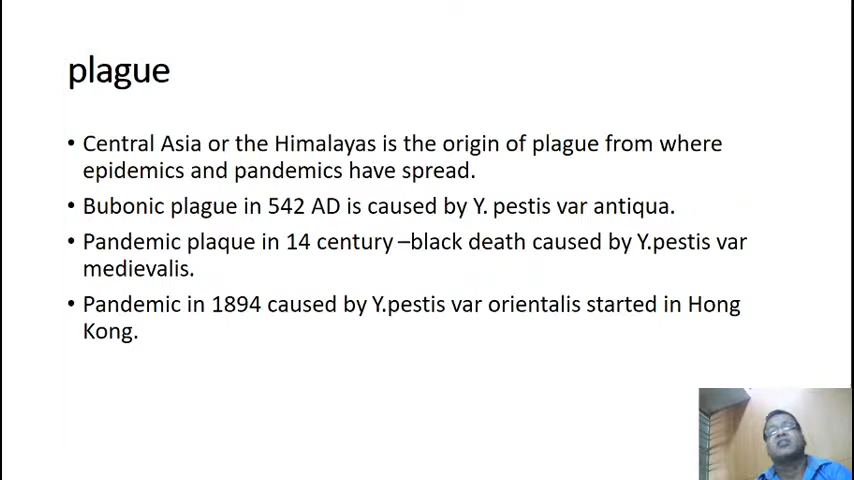 plague
• Central Asia or the Himalayas is the origin of plague from where
epidemics and pandemics have spread.
• Bubonic plague in 542 AD is caused by Y. pestis var antiqua.
• Pandemic plaque in 14 century –black death caused by Y.pestis var
medievalis.
• Pandemic in 1894 caused by Y.pestis var orientalis started in Hong
Kong.